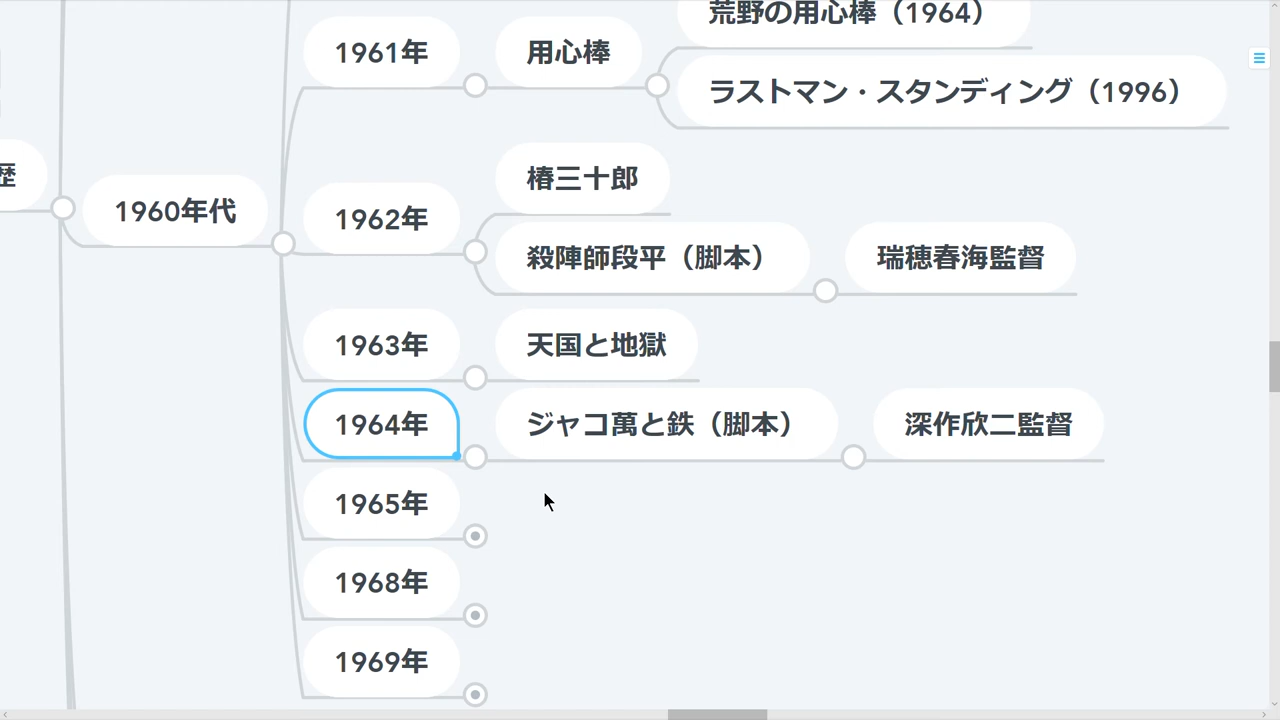 荒野の用心棒（1964）
1961年
用心棒
ラストマン・スタンディング（1996）
歴
1960年代
椿三十郎
1962年
殺陣師段平（脚本）
瑞穂春海監督
1963年
天国と地獄
1964年
ジャコ萬と鉄（脚本）
深作欣二監督
1965年
1968年
1969年